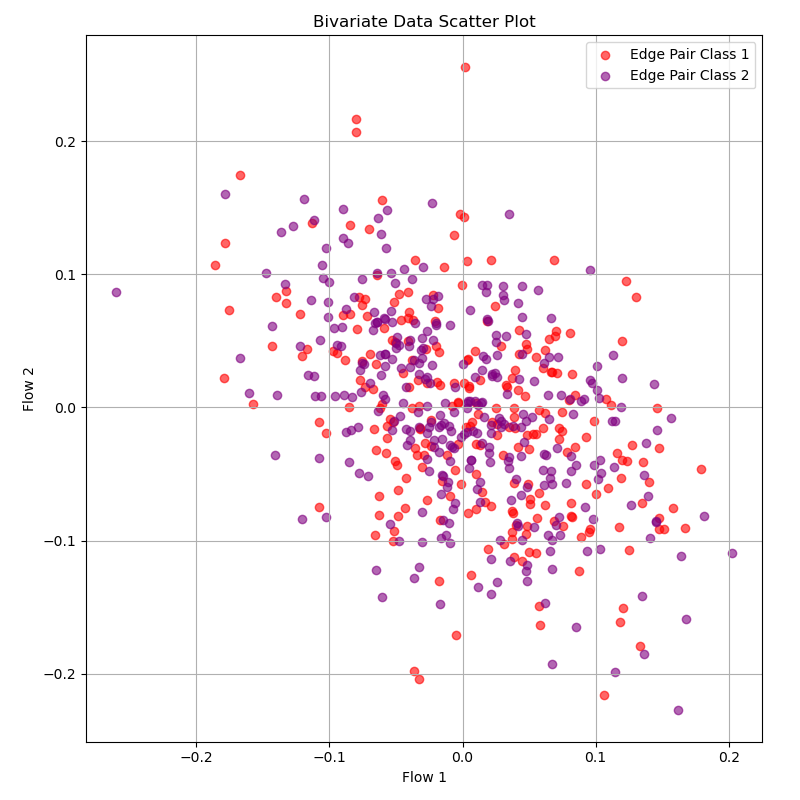 Bivariate Data Scatter Plot
Edge Pair Class 1
Edge Pair Class 2
0.2
0.1
0.0
−0.1
−0.2
Flow 2
−0.2
−0.1
0.0
0.1
0.2
Flow 1